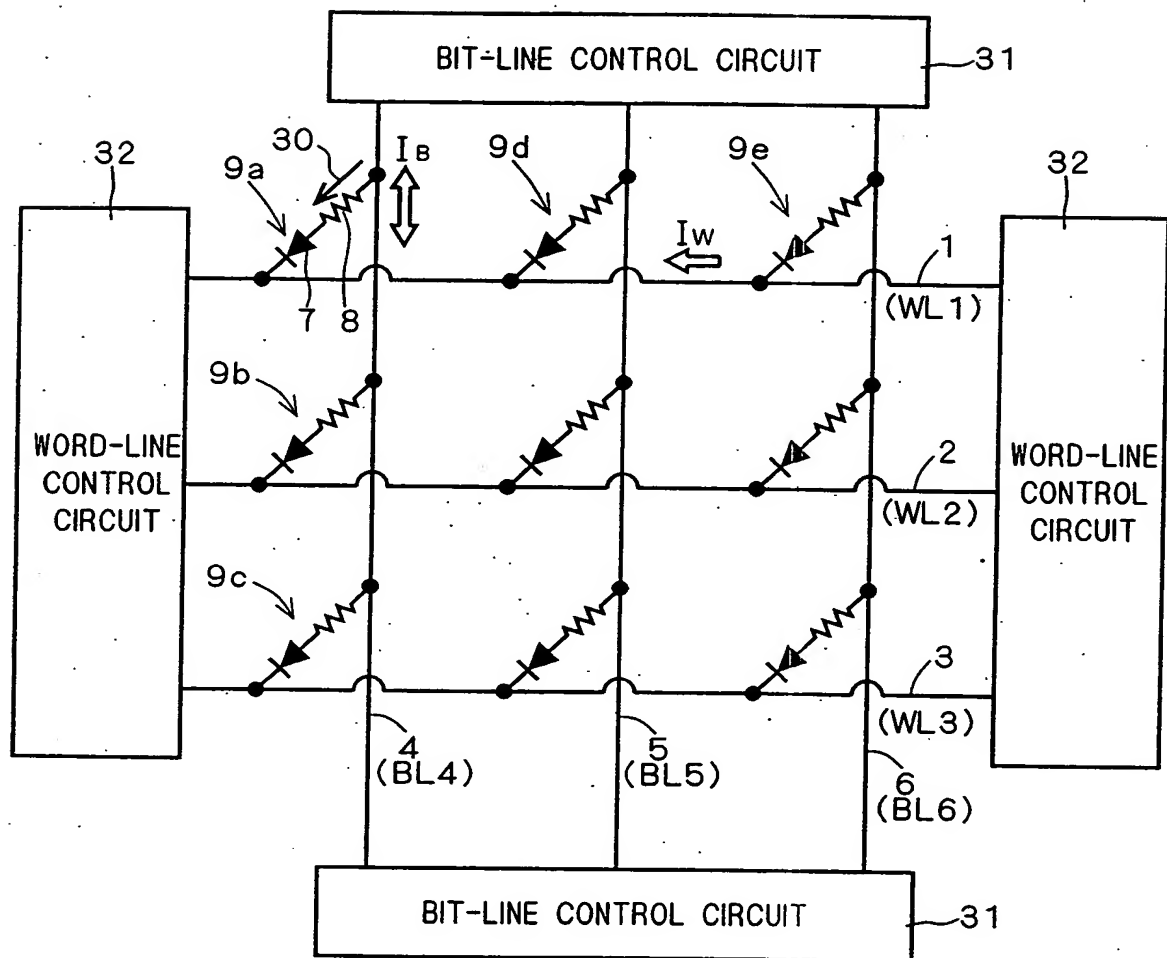 BIT-LINE CONTROL CIRCUIT
31
32
9a
30
IB
9d
9e
32
7
8
IW
1
(WL1)
9b
WORD-LINE
CONTROL
CIRCUIT
2
(WL2)
WORD-LINE
CONTROL
CIRCUIT
9c
3
(WL3)
4
(BL4)
5
(BL5)
6
(BL6)
BIT-LINE CONTROL CIRCUIT
31